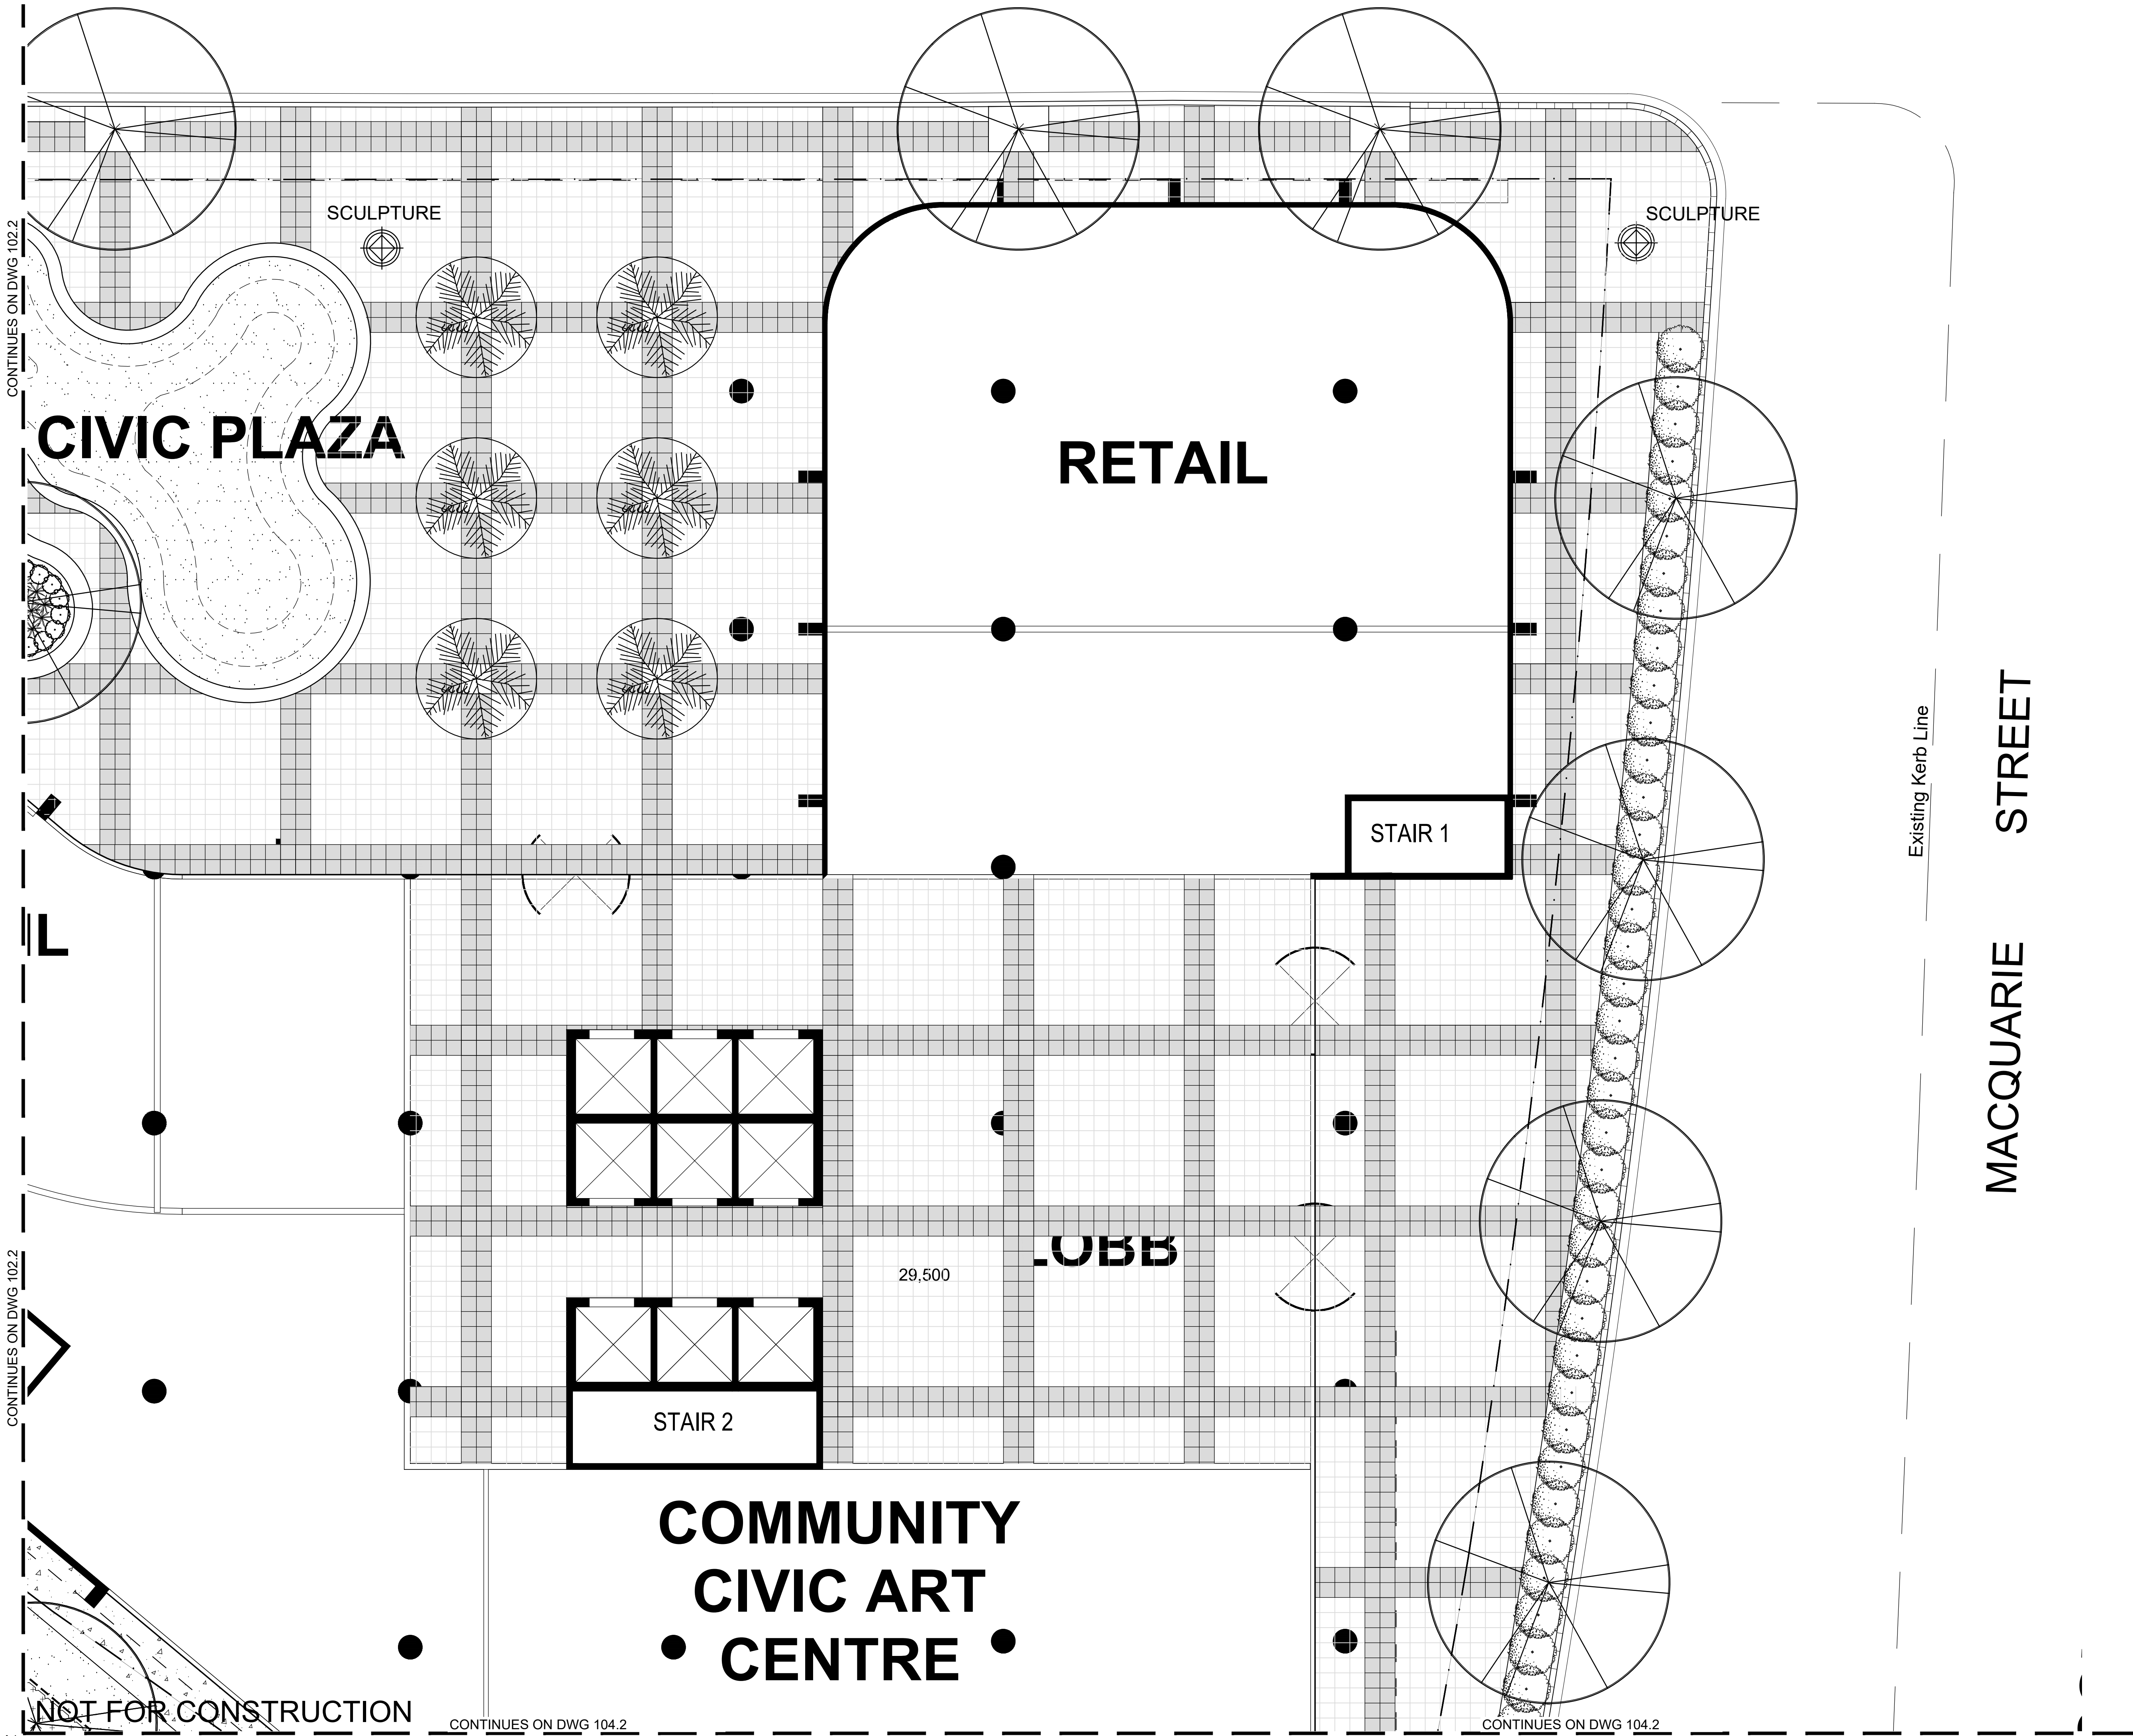 SCULPTURE
SCULPTURE
CONTINUES ON DWG 102.2
CIVIC PLAZA
RETAIL
Existing Kerb Line
MACQUARIE STREET
STAIR 1
29,500
CONTINUES ON DWG 102.2
STAIR 2
COMMUNITY
CIVIC ART
CENTRE
NOT FOR CONSTRUCTION
CONTINUES ON DWG 104.2
CONTINUES ON DWG 104.2